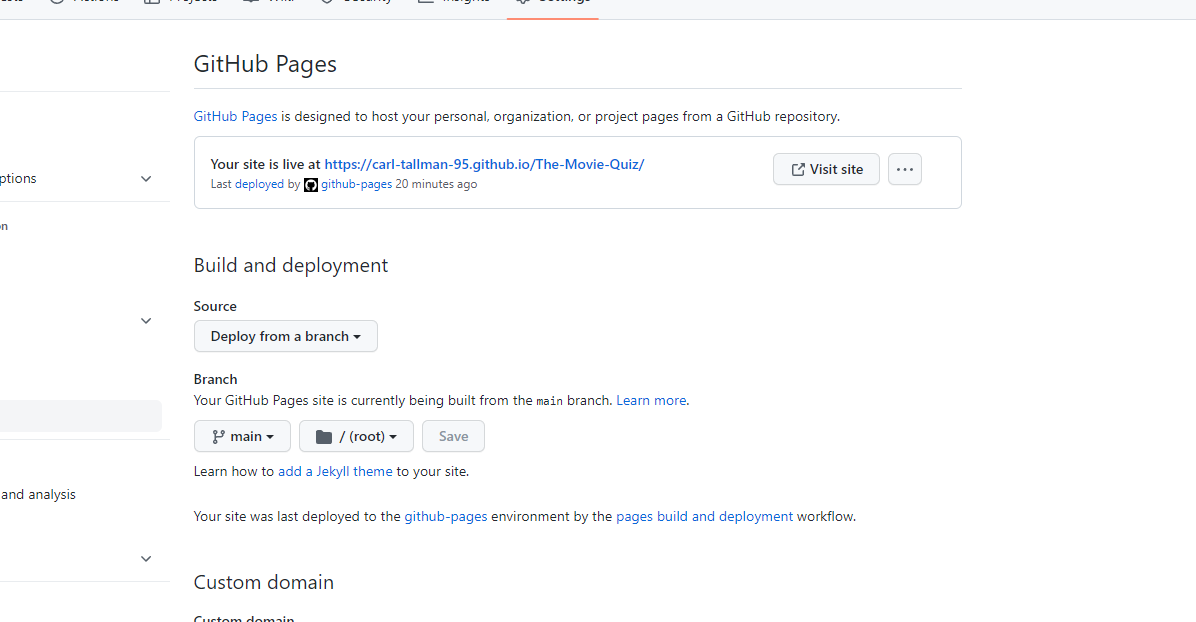 Actions Projects Wiki Security Insights Settings
GitHub Pages
GitHub Pages is designed to host your personal, organization, or project pages from a GitHub repository.
Your site is live at https://carl-tallman-95.github.io/The-Movie-Quiz/
Visit site
Last deployed by github-pages 20 minutes ago
ptions
on
Build and deployment
Source
Deploy from a branch
Branch
Your GitHub Pages site is currently being built from the main branch. Learn more.
main
/ (root)
Save
Learn how to add a Jekyll theme to your site.
and analysis
Your site was last deployed to the github-pages environment by the pages build and deployment workflow.
Custom domain
Custom domain